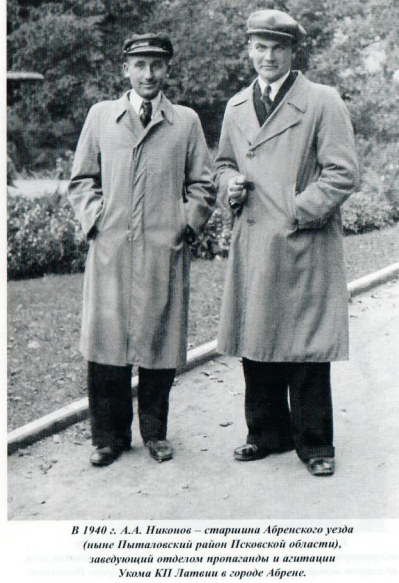 В 1940 г. А.А. Никонов – старшина Абренского уезда
(ныне Пыталовский район Псковской области),
заведующий отделом пропаганды и агитации
Укома КП Латвии в городе Абрене.